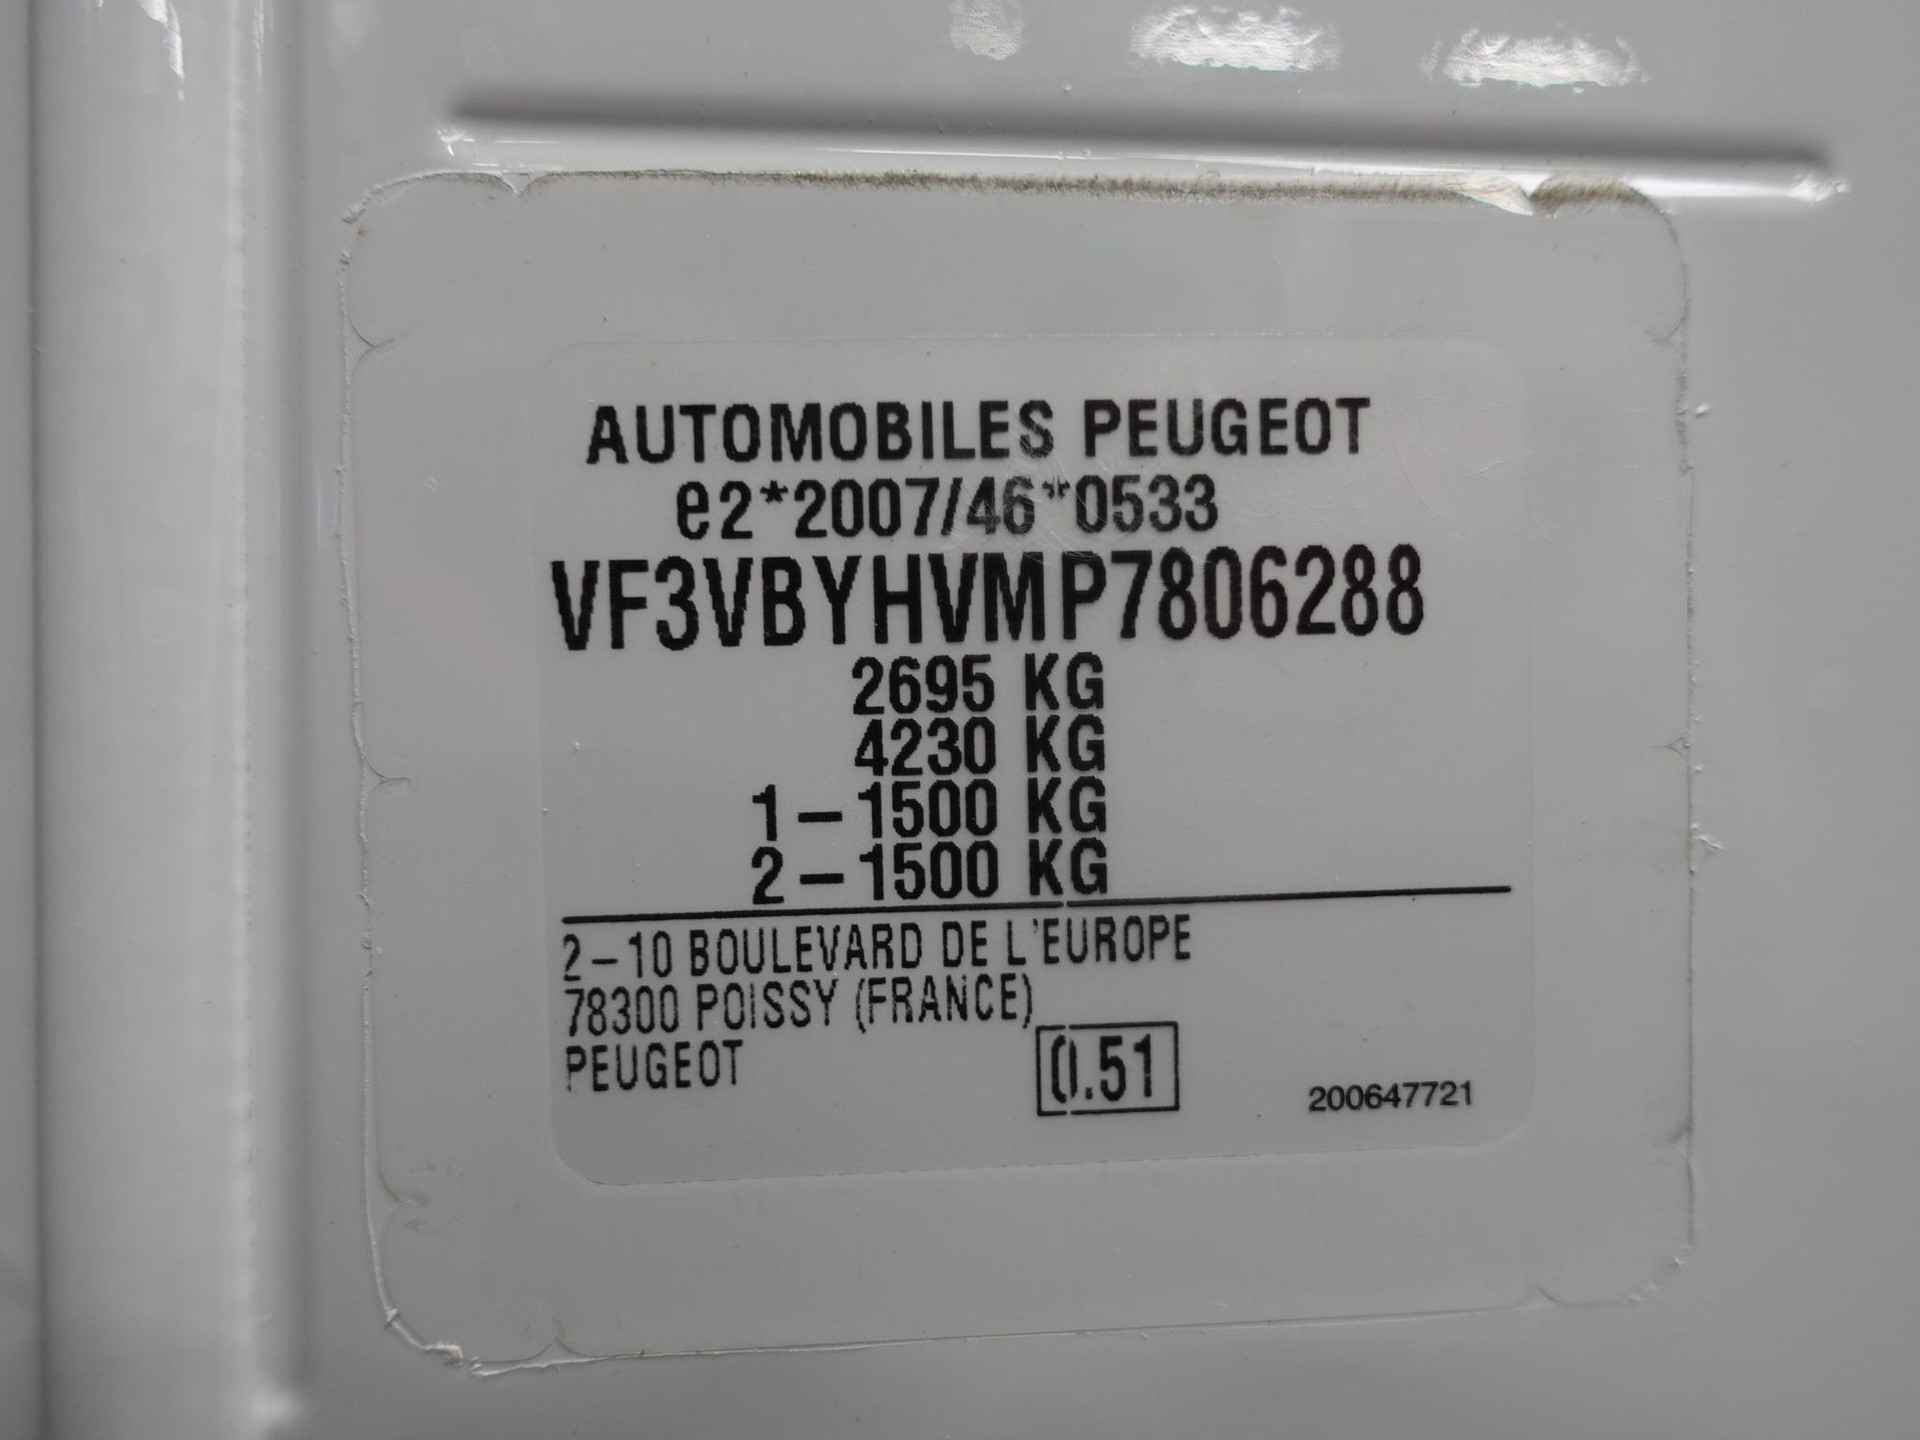 AUTOMOBILES PEUGEOT
e2*2007/46*0533
VF3VBYHVMP7806288
2695 KG
4230 KG
1-1500 KG
2-1500 KG
2-10 BOULEVARD DE L'EUROPE
78300 POISSY (FRANCE)
PEUGEOT
0.51
200647721